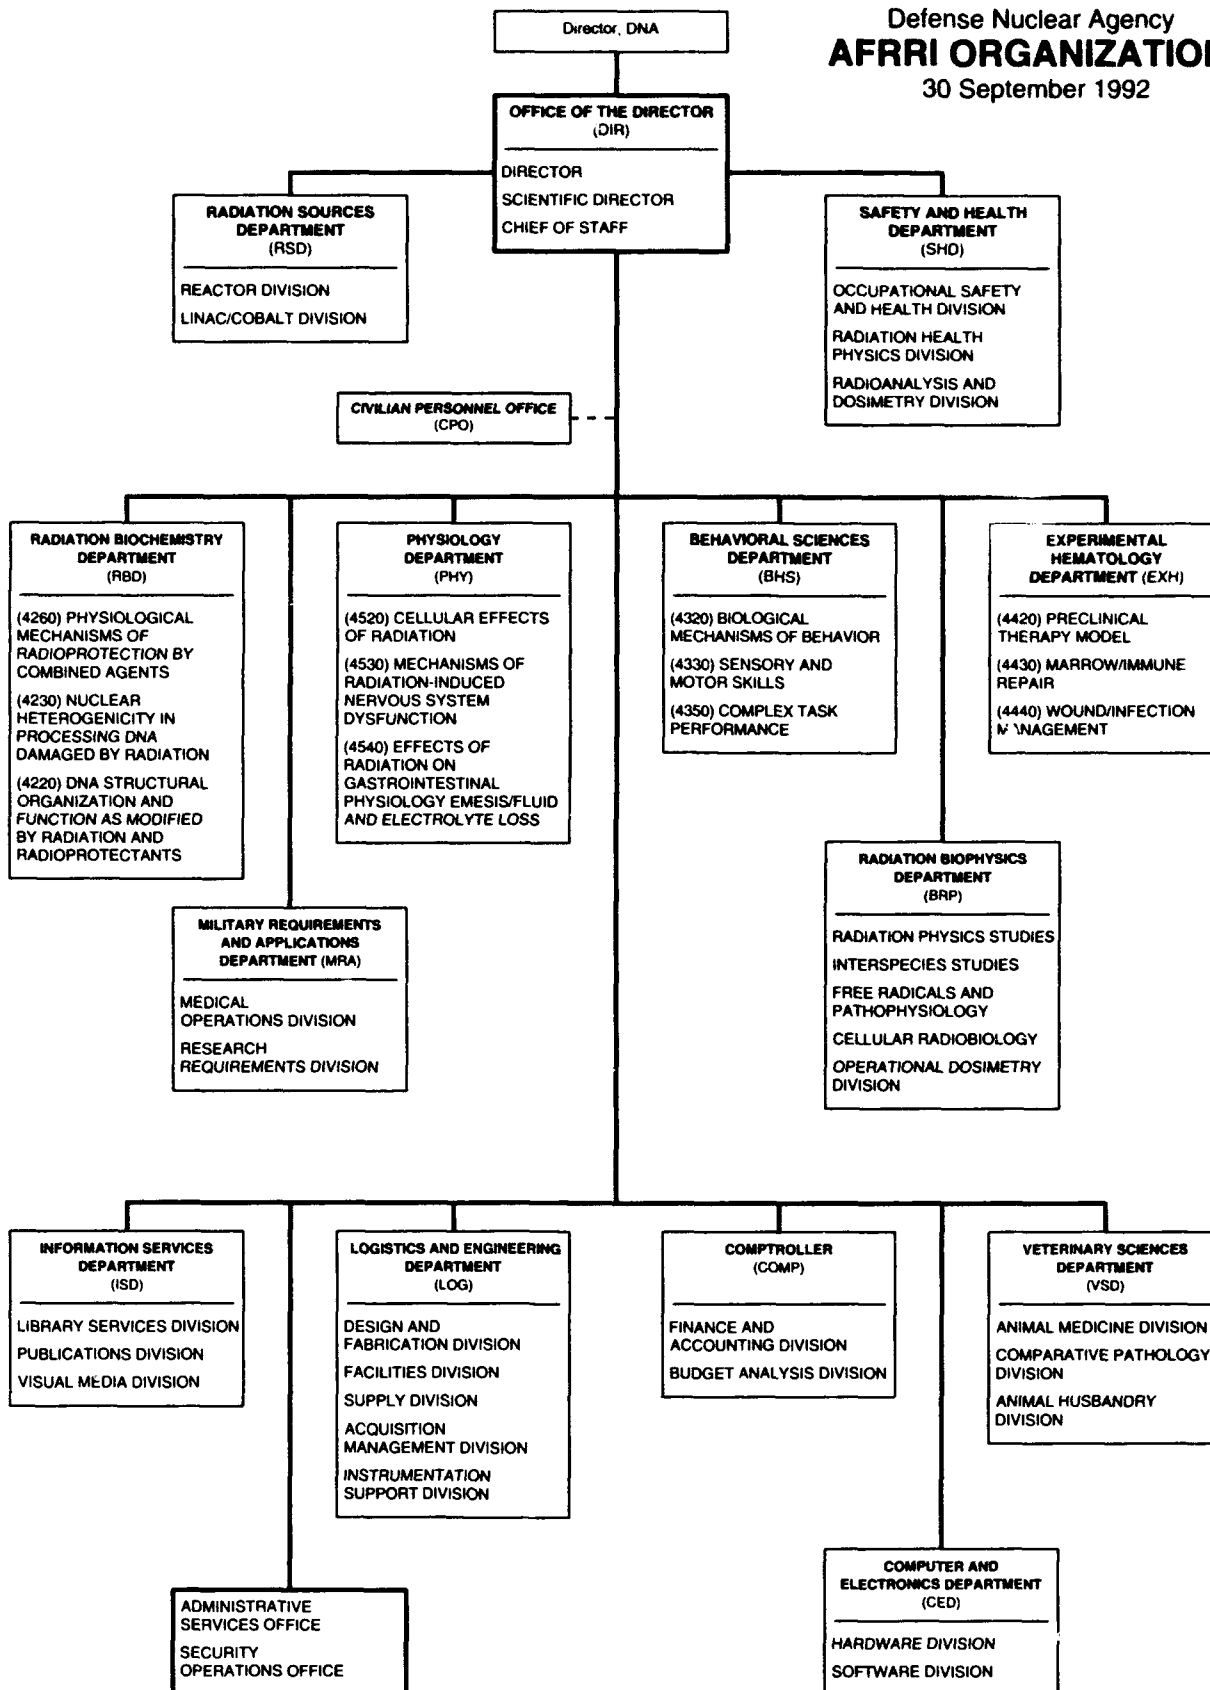 Director, DNA
Defense Nuclear Agency
AFRRI ORGANIZATION
30 September 1992
OFFICE OF THE DIRECTOR
(DIR)
DIRECTOR
SCIENTIFIC DIRECTOR
CHIEF OF STAFF
RADIATION SOURCES
DEPARTMENT
(RSD)
REACTOR DIVISION
LINAC/COBALT DIVISION
SAFETY AND HEALTH
DEPARTMENT
(SHD)
OCCUPATIONAL SAFETY
AND HEALTH DIVISION
RADIATION HEALTH
PHYSICS DIVISION
RADIOANALYSIS AND
DOSIMETRY DIVISION
CIVILIAN PERSONNEL OFFICE
(CPO)
RADIATION BIOCHEMISTRY
DEPARTMENT
(RBD)
(4260) PHYSIOLOGICAL
MECHANISMS OF
RADIOPROTECTION BY
COMBINED AGENTS
(4230) NUCLEAR
HETEROGENICITY IN
PROCESSING DNA
DAMAGED BY RADIATION
(4220) DNA STRUCTURAL
ORGANIZATION AND
FUNCTION AS MODIFIED
BY RADIATION AND
RADIOPROTECTANTS
PHYSIOLOGY
DEPARTMENT
(PHY)
(4520) CELLULAR EFFECTS
OF RADIATION
(4530) MECHANISMS OF
RADIATION-INDUCED
NERVOUS SYSTEM
DYSFUNCTION
(4540) EFFECTS OF
RADIATION ON
GASTROINTESTINAL
PHYSIOLOGY EMESIS/FLUID
AND ELECTROLYTE LOSS
BEHAVIORAL SCIENCES
DEPARTMENT
(BHS)
(4320) BIOLOGICAL
MECHANISMS OF BEHAVIOR
(4330) SENSORY AND
MOTOR SKILLS
(4350) COMPLEX TASK
PERFORMANCE
EXPERIMENTAL
HEMATOLOGY
DEPARTMENT (EXH)
(4420) PRECLINICAL
THERAPY MODEL
(4430) MARROW/IMMUNE
REPAIR
(4440) WOUND/INFECTION
MANAGEMENT
MILITARY REQUIREMENTS
AND APPLICATIONS
DEPARTMENT (MRA)
MEDICAL
OPERATIONS DIVISION
RESEARCH
REQUIREMENTS DIVISION
RADIATION BIOPHYSICS
DEPARTMENT
(BRP)
RADIATION PHYSICS STUDIES
INTERSPECIES STUDIES
FREE RADICALS AND
PATHOPHYSIOLOGY
CELLULAR RADIOBIOLOGY
OPERATIONAL DOSIMETRY
DIVISION
INFORMATION SERVICES
DEPARTMENT
(ISD)
LIBRARY SERVICES DIVISION
PUBLICATIONS DIVISION
VISUAL MEDIA DIVISION
LOGISTICS AND ENGINEERING
DEPARTMENT
(LOG)
DESIGN AND
FABRICATION DIVISION
FACILITIES DIVISION
SUPPLY DIVISION
ACQUISITION
MANAGEMENT DIVISION
INSTRUMENTATION
SUPPORT DIVISION
COMPTROLLER
(COMP)
FINANCE AND
ACCOUNTING DIVISION
BUDGET ANALYSIS DIVISION
VETERINARY SCIENCES
DEPARTMENT
(VSD)
ANIMAL MEDICINE DIVISION
COMPARATIVE PATHOLOGY
DIVISION
ANIMAL HUSBANDRY
DIVISION
ADMINISTRATIVE
SERVICES OFFICE
SECURITY
OPERATIONS OFFICE
COMPUTER AND
ELECTRONICS DEPARTMENT
(CED)
HARDWARE DIVISION
SOFTWARE DIVISION